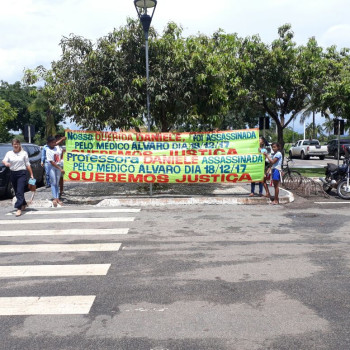 NOSSA QUERIDA DANIELE, FOI ASSASSINADA
PELO MÉDICO ALVARO DIA 18/12/17
QUEREMOS JUSTIÇA
Professora DANIELE ASSASSINADA
PELO MÉDICO ALVARO DIA 18/12/17
QUEREMOS JUSTIÇA